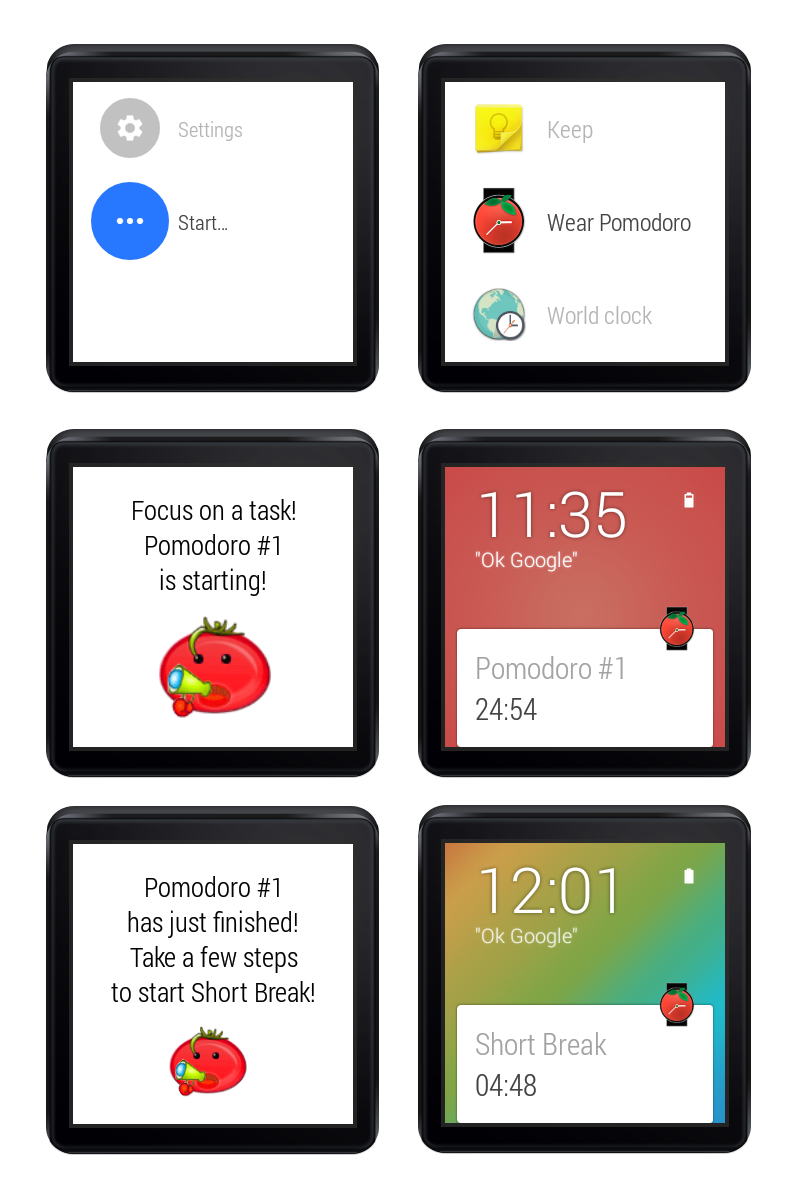 Settings
Start...
Keep
Wear Pomodoro
World clock
Focus on a task!
Pomodoro #1
is starting!
11:35
"Ok Google"
Pomodoro #1
24:54
Pomodoro #1
has just finished!
Take a few steps
to start Short Break!
12:01
"Ok Google"
Short Break
04:48